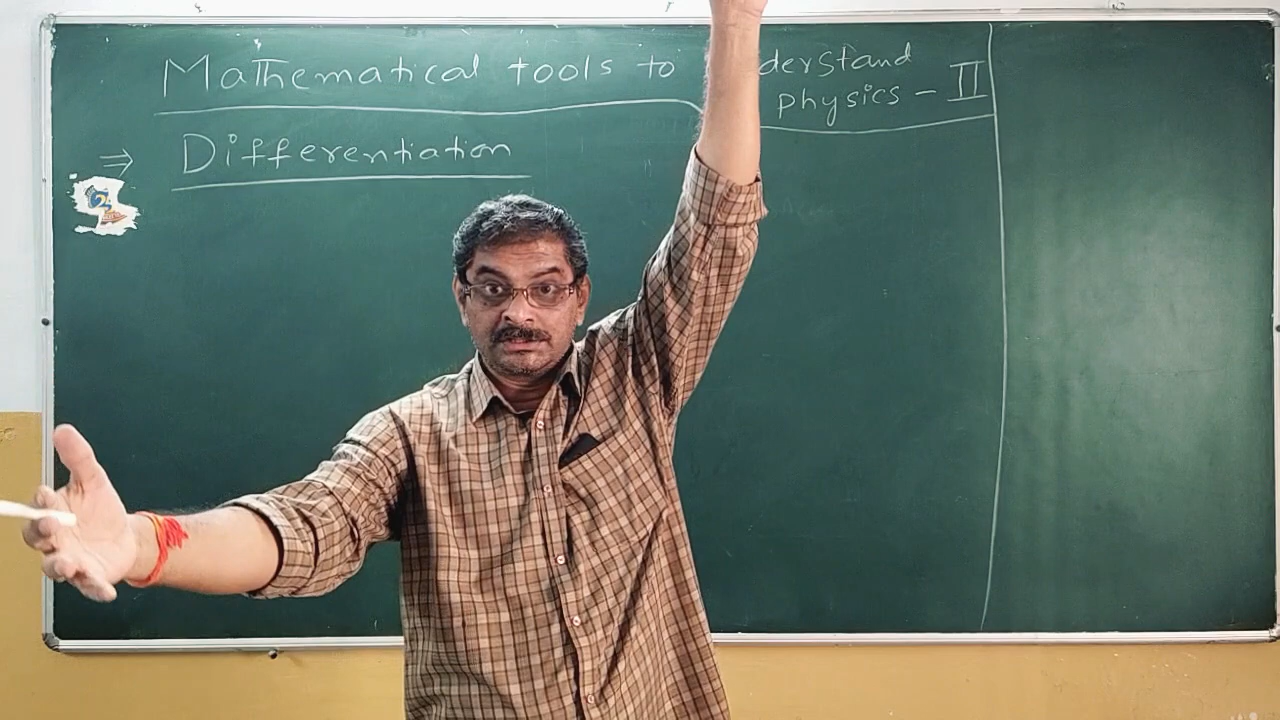 Mathematical tools to derstand
physics - II
⇒ Differentiation